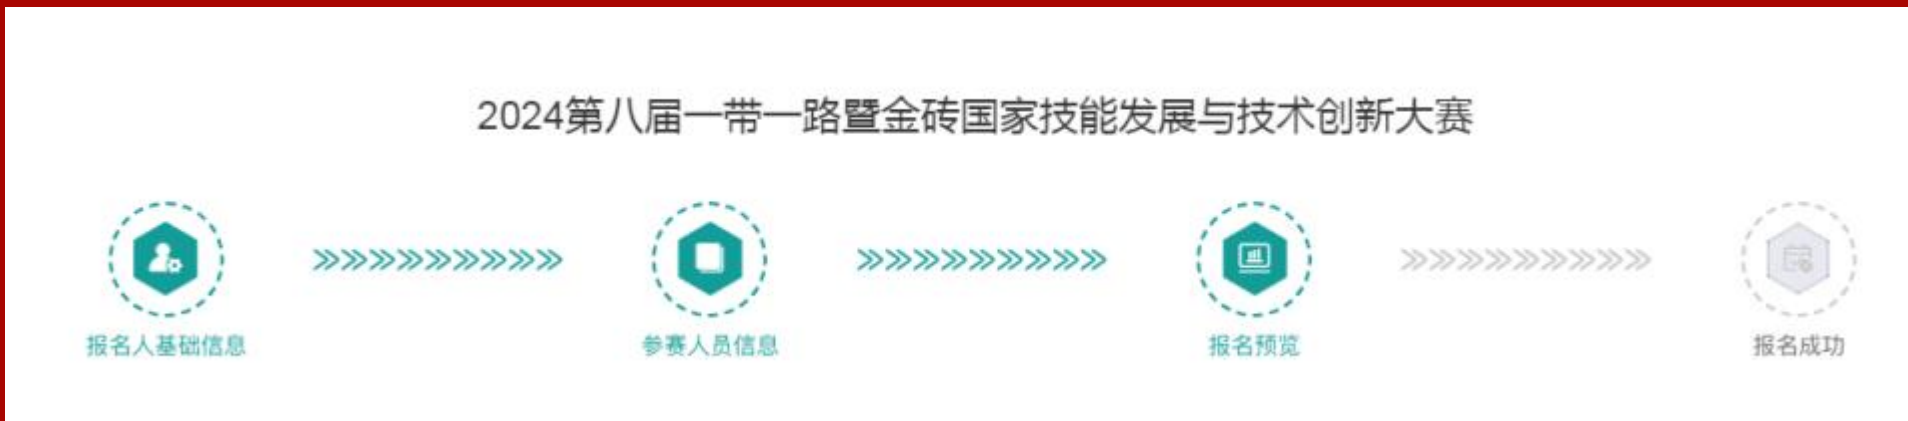 2024第八届一带一路暨金砖国家技能发展与技术创新大赛
报名人基础信息
参赛人员信息
报名预览
报名成功